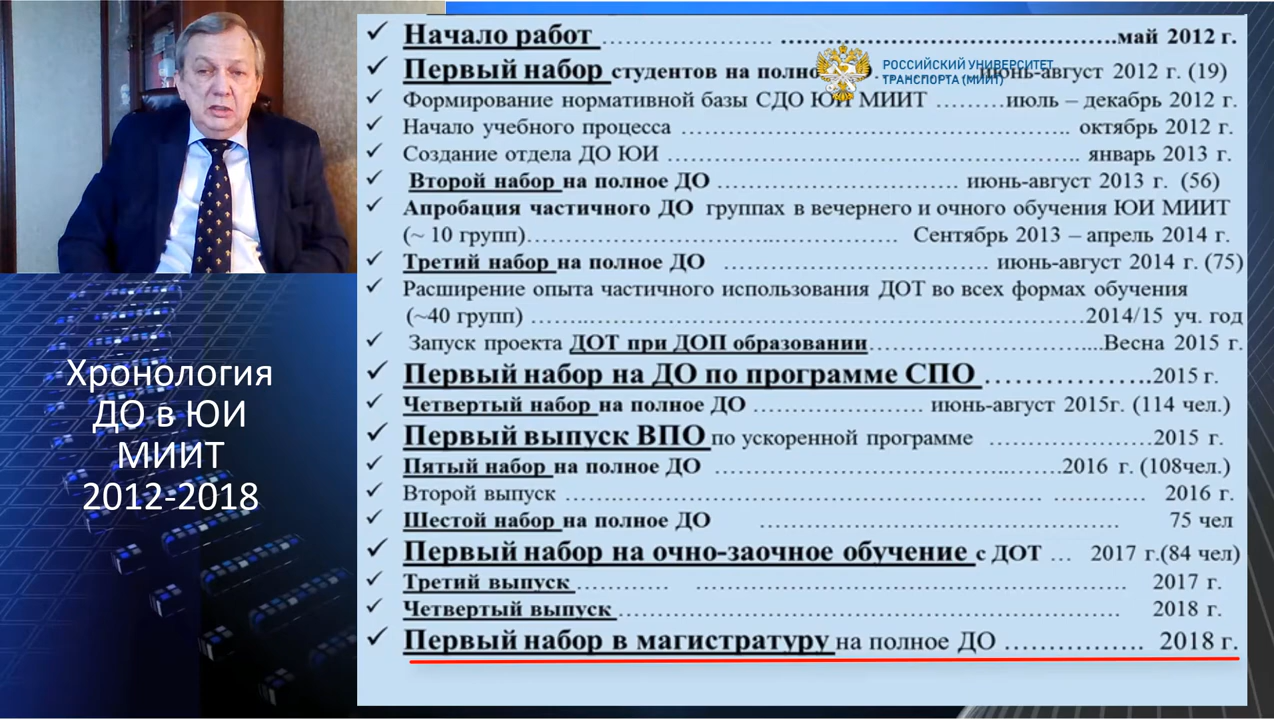 Начало работ ..................... май 2012 г.
Первый набор студентов на полно О. июнь-август 2012 г. (19)
РОССИЙСКИЙ УНИВЕРСИТЕТ
ТРАНСПОРТА (МИИТ)
Формирование нормативной базы СДО ЮИ МИИТ .........июль – декабрь 2012 г.
Начало учебного процесса ..................... октябрь 2012 г.
Создание отдела ДО ЮИ ..................... январь 2013 г.
Второй набор на полное ДО ..................... июнь-август 2013 г. (56)
Апробация частичного ДО группах в вечернего и очного обучения ЮИ МИИТ
(~ 10 групп)..................... Сентябрь 2013 – апрель 2014 г.
Третий набор на полное ДО ..................... июнь-август 2014 г. (75)
Расширение опыта частичного использования ДОТ во всех формах обучения
(~40 групп) .....................2014/15 уч. год
Запуск проекта ДОТ при ДОП образовании.....................Весна 2015 г.
Первый набор на ДО по программе СПО .....................2015 г.
Четвертый набор на полное ДО ..................... июнь-август 2015г. (114 чел.)
Первый выпуск ВПО по ускоренной программе .....................2015 г.
Пятый набор на полное ДО .....................2016 г. (108чел.)
Второй выпуск ..................... 2016 г.
Шестой набор на полное ДО ..................... 75 чел
Первый набор на очно-заочное обучение с ДОТ ... 2017 г.(84 чел)
Третий выпуск ..................... 2017 г.
Четвертый выпуск ..................... 2018 г.
Первый набор в магистратуру на полное ДО ..................... 2018 г.
Хронология
ДО в ЮИ
МИИТ
2012-2018